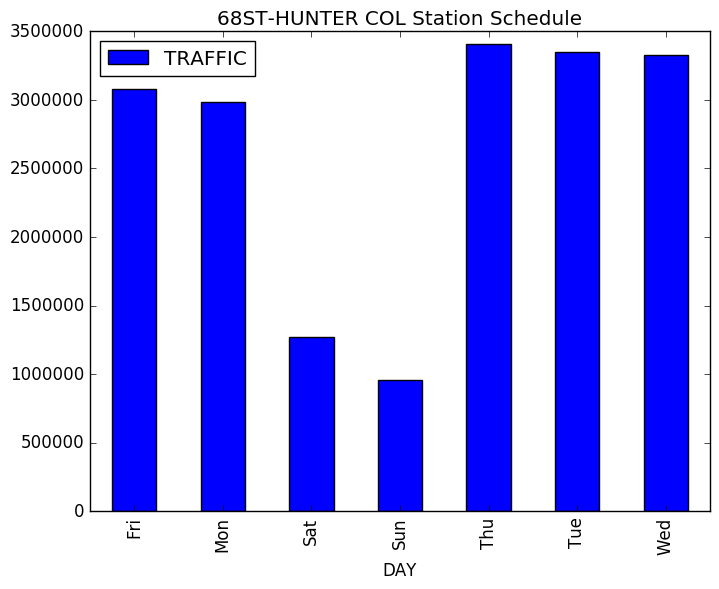 68ST-HUNTER COL Station Schedule
TRAFFIC
3500000
3000000
2500000
2000000
1500000
1000000
500000
0
Fri
Mon
Sat
Sun
Thu
Tue
Wed
DAY